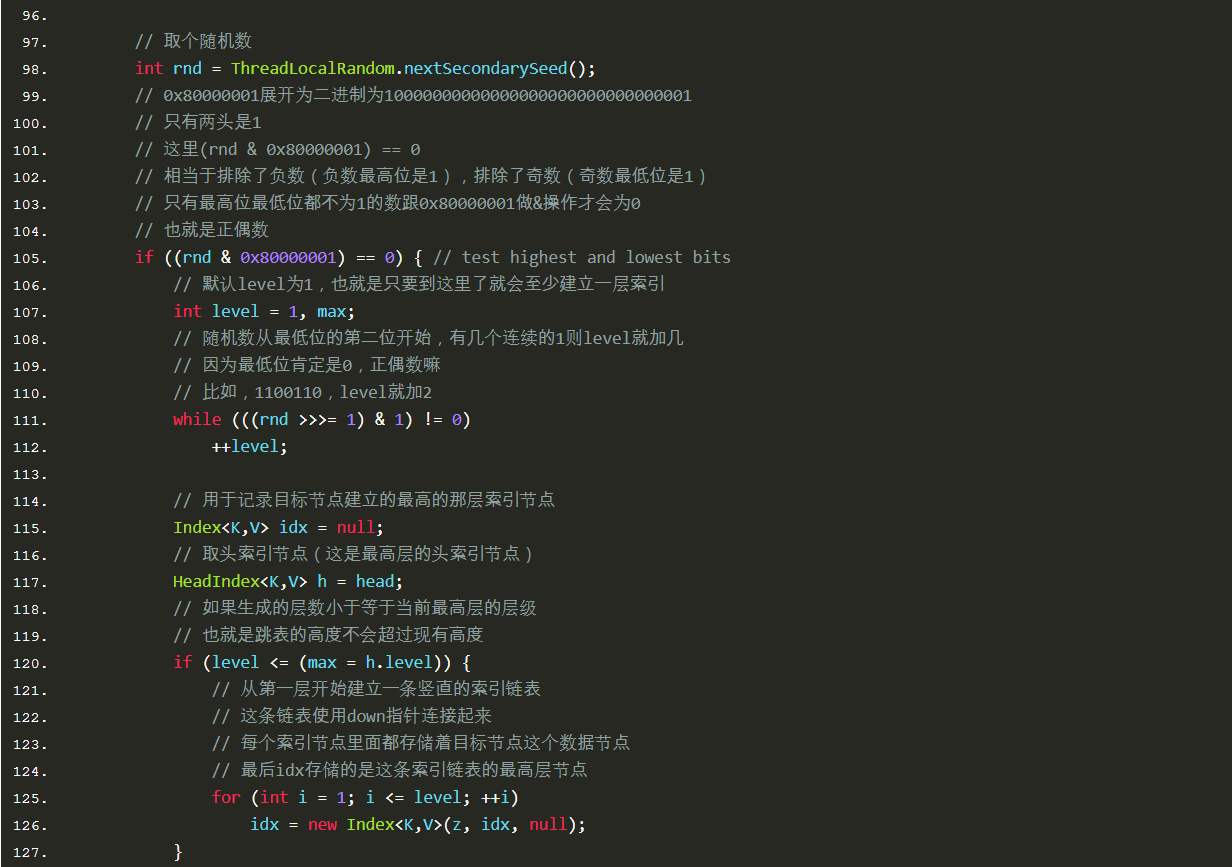 96.
97. // 取个随机数
98. int rnd = ThreadLocalRandom.nextSecondarySeed();
99. // 0x80000001展开为二进制为10000000000000000000000000000001
100. // 只有两头是1
101. // 这里(rnd & 0x80000001) == 0
102. // 相当于排除了负数（负数最高位是1），排除了奇数（奇数最低位是1）
103. // 只有最高位最低位都不为1的数跟0x80000001做&操作才会为0
104. // 也就是正偶数
105. if ((rnd & 0x80000001) == 0) { // test highest and lowest bits
106. // 默认level为1，也就是只要到这里了就会至少建立一层索引
107. int level = 1, max;
108. // 随机数从最低位的第二位开始，有几个连续的1则level就加几
109. // 因为最低位肯定是0，正偶数嘛
110. // 比如，1100110，level就加2
111. while (((rnd >>>= 1) & 1) != 0)
112. ++level;
113.
114. // 用于记录目标节点建立的最高的那层索引节点
115. Index<K,V> idx = null;
116. // 取头索引节点（这是最高层的头索引节点）
117. HeadIndex<K,V> h = head;
118. // 如果生成的层数小于等于当前最高层的层级
119. // 也就是跳表的高度不会超过现有高度
120. if (level <= (max = h.level)) {
121. // 从第一层开始建立一条竖直的索引链表
122. // 这条链表使用down指针连接起来
123. // 每个索引节点里面都存储着目标节点这个数据节点
124. // 最后idx存储的是这条索引链表的最高层节点
125. for (int i = 1; i <= level; ++i)
126. idx = new Index<K,V>(z, idx, null);
127. }